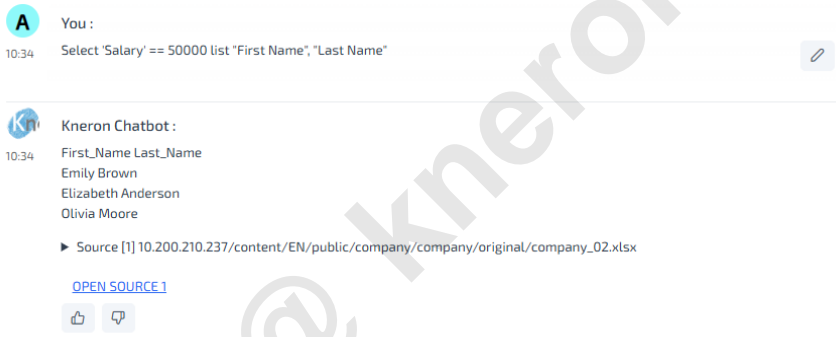 A
You :
10:34
Select 'Salary' == 50000 list "First Name", "Last Name"
Kn
Kneron Chatbot :
10:34
First_Name Last_Name
Emily Brown
Elizabeth Anderson
Olivia Moore
▶ Source [1] 10.200.210.237/content/EN/public/company/company/original/company_02.xlsx
OPEN SOURCE 1
@ kneron